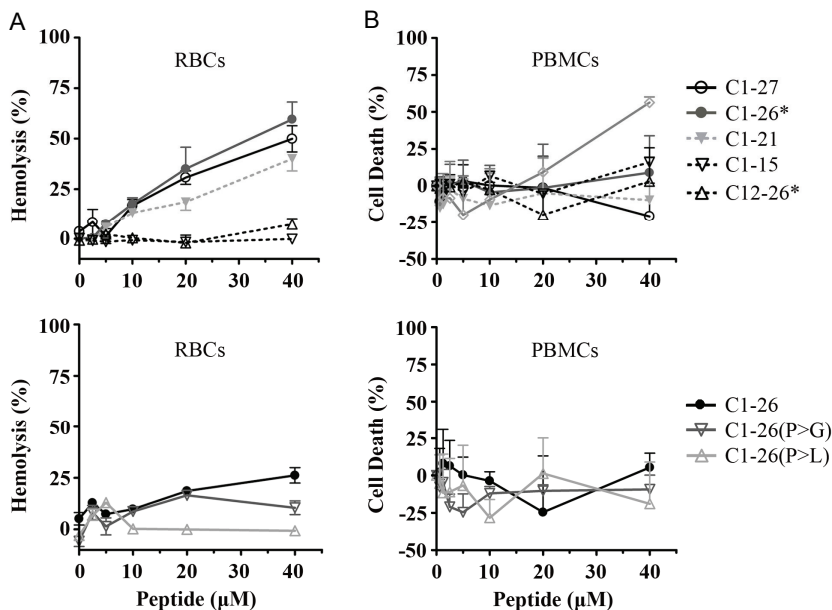 A
B
RBCs
PBMCs
Hemolysis (%)
100
75
50
25
0
0
10
20
30
40
Cell Death (%)
100
75
50
25
0
-25
-50
0
10
20
30
40
C1-27
C1-26*
C1-21
C1-15
C12-26*
RBCs
PBMCs
Hemolysis (%)
100
75
50
25
0
0
10
20
30
40
Peptide (µM)
Cell Death (%)
100
75
50
25
0
-25
-50
0
10
20
30
40
Peptide (µM)
C1-26
C1-26(P>G)
C1-26(P>L)